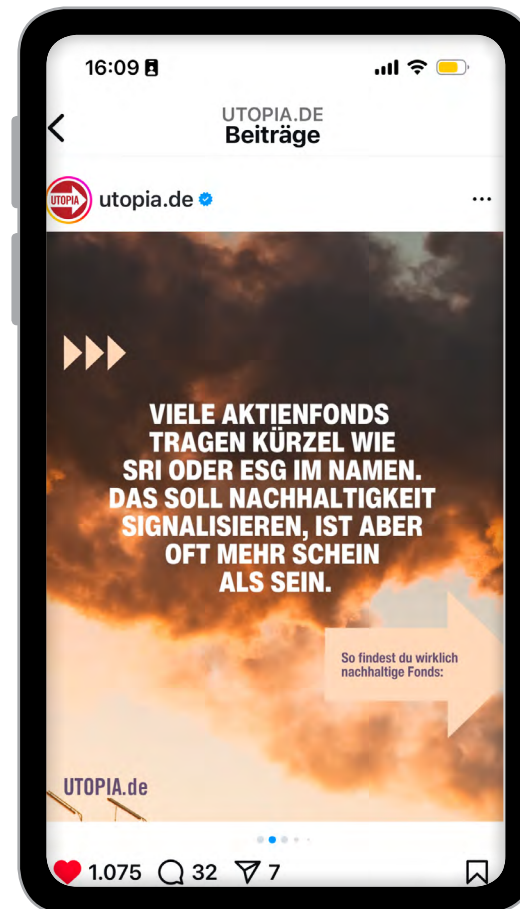 16:09
UTOPIA.DE
Beiträge
UTOPIA
utopia.de
VIELE AKTIENFONDS
TRAGEN KÜRZEL WIE
SRI ODER ESG IM NAMEN.
DAS SOLL NACHHALTIGKEIT
SIGNALISIEREN, IST ABER
OFT MEHR SCHEIN
ALS SEIN.
So findest du wirklich
nachhaltige Fonds:
UTOPIA.de
1.075 32 7